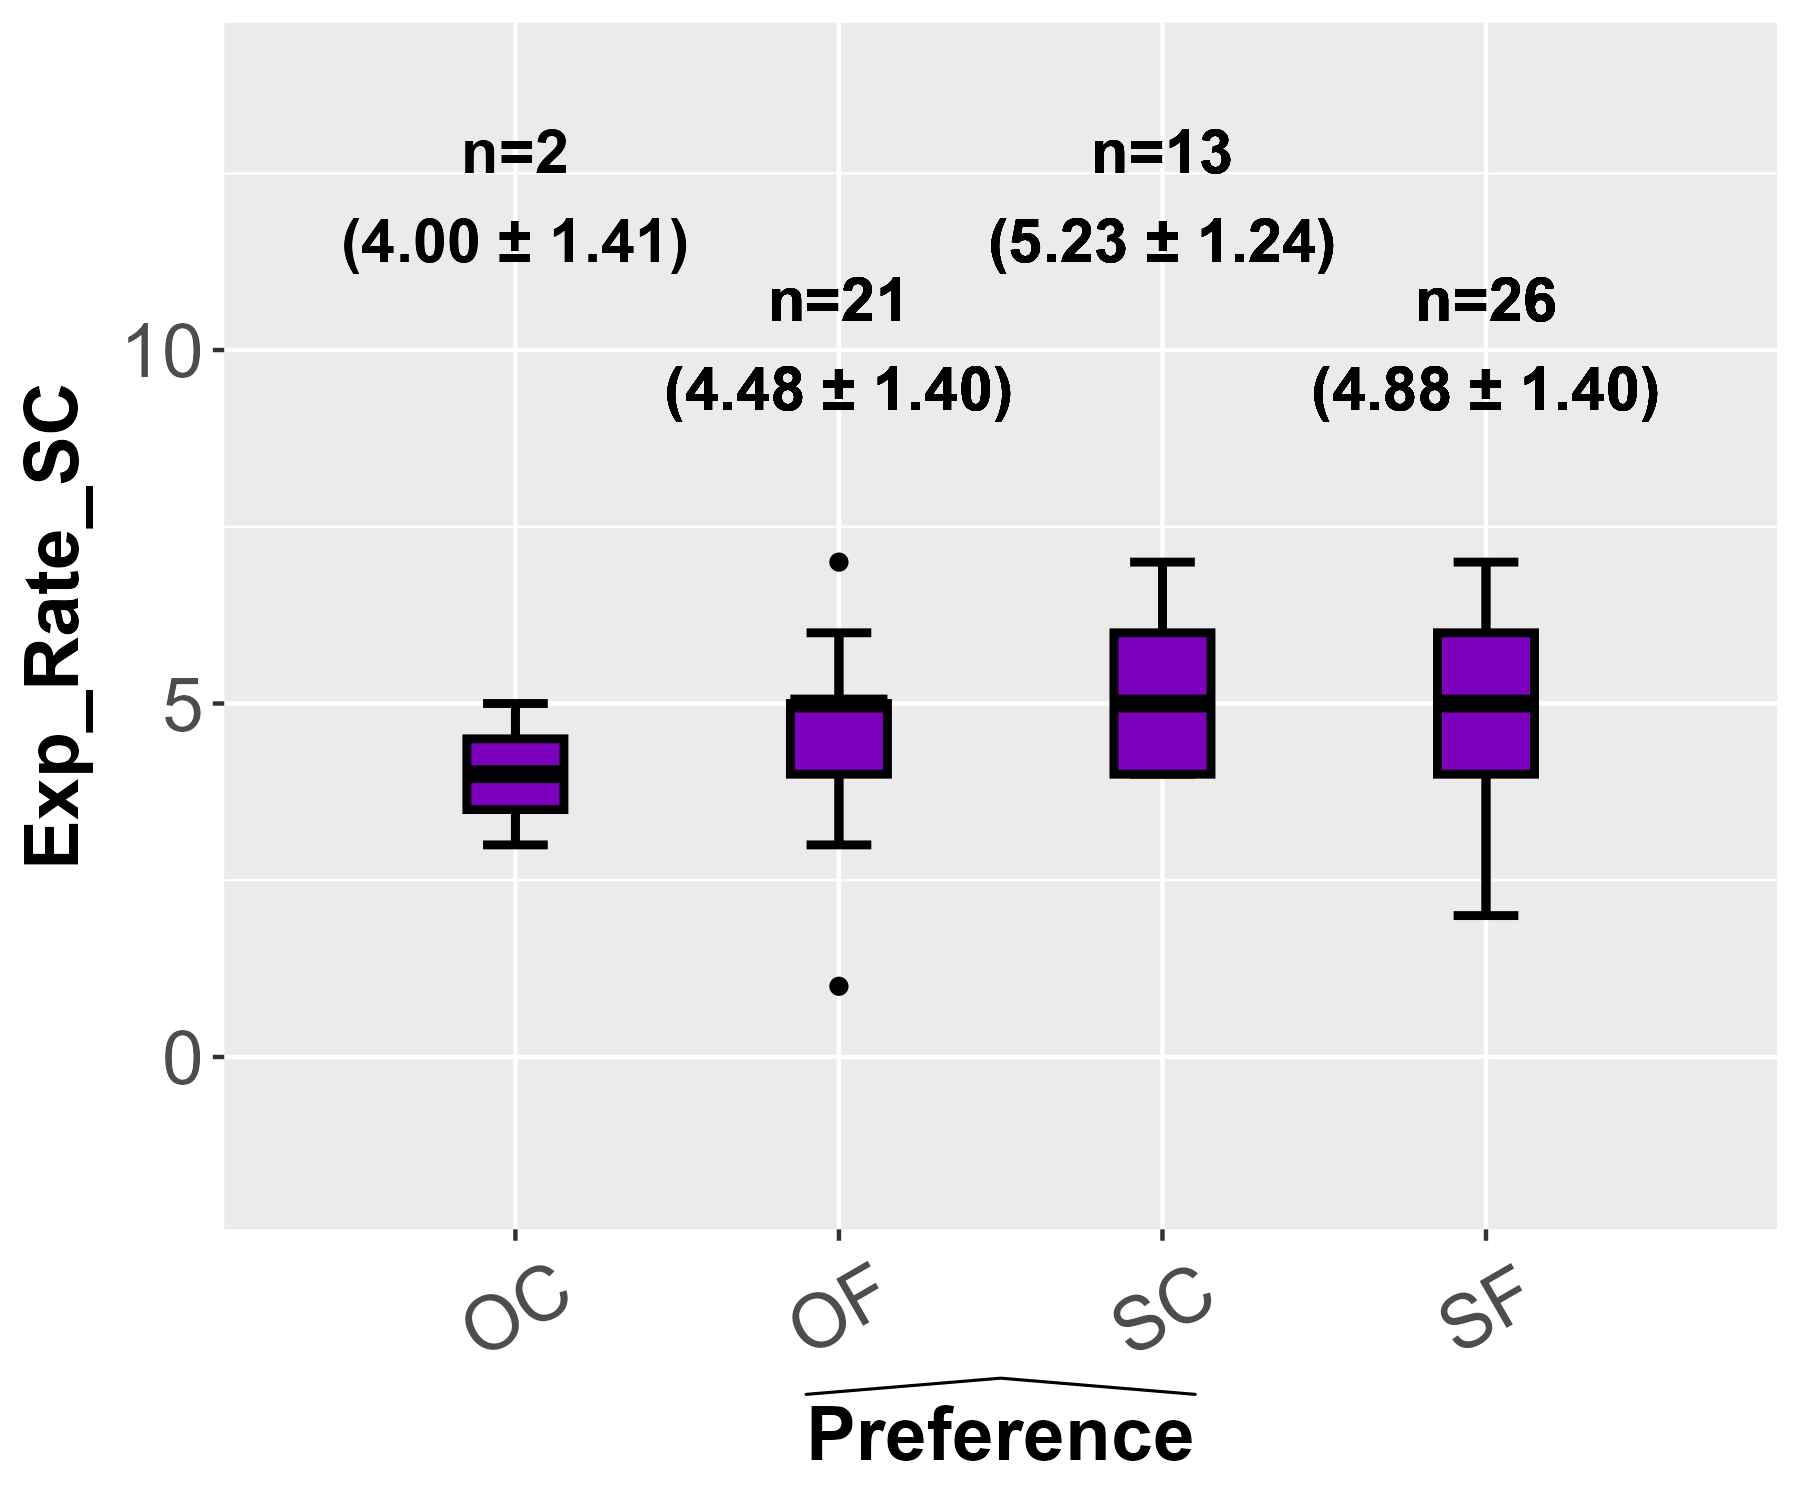 n=2
(4.00 ± 1.41)
n=13
(5.23 ± 1.24)
n=21
(4.48 ± 1.40)
n=26
(4.88 ± 1.40)
Exp_Rate_SC
10
5
0
OC
OF
SC
SF
Preference